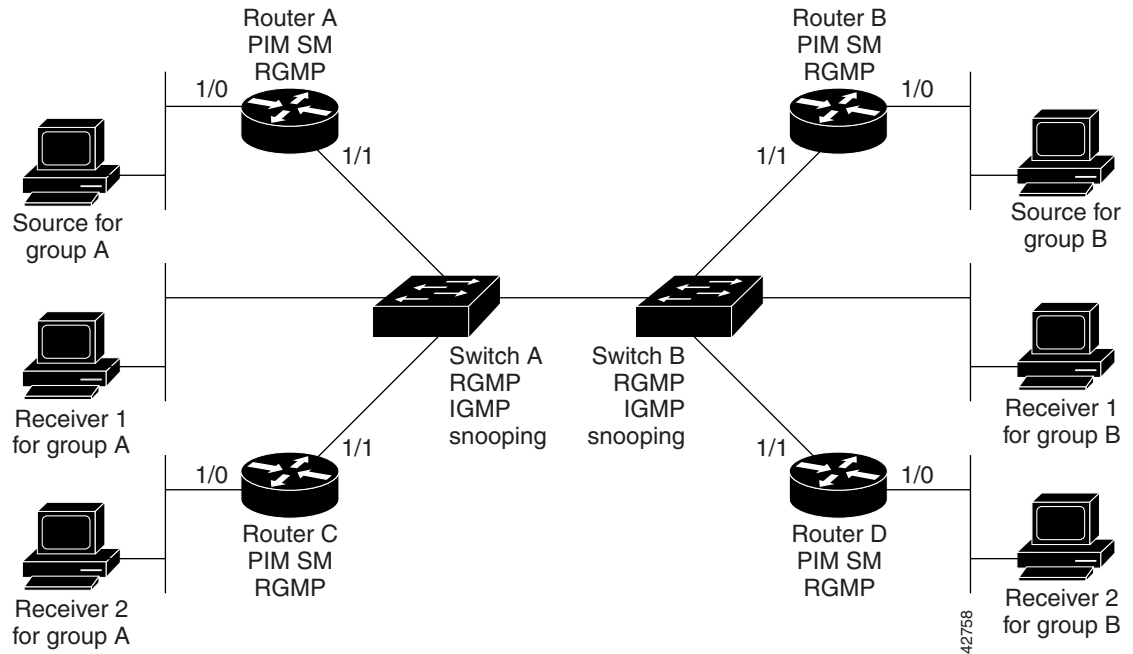 Router A
PIM SM
RGMP
Router B
PIM SM
RGMP
1/0
1/1
1/0
1/1
Source for
group A
Source for
group B
Switch A
RGMP
IGMP
snooping
Switch B
RGMP
IGMP
snooping
Receiver 1
for group A
Receiver 1
for group B
1/1
1/0
1/1
1/0
Router C
PIM SM
RGMP
Router D
PIM SM
RGMP
Receiver 2
for group A
Receiver 2
for group B
42758